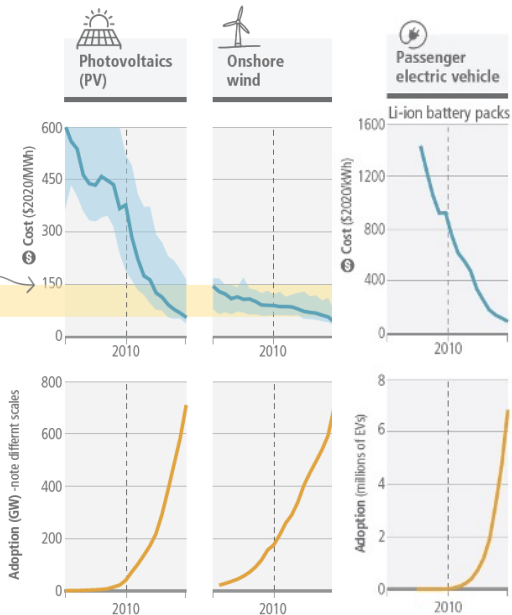 Photovoltaics
(PV)
Onshore
wind
Passenger
electric vehicle
Li-ion battery packs
$ Cost ($2020/MWh)
600
450
300
150
0
2010
2010
$ Cost ($2020/kWh)
1600
1200
800
400
0
2010
Adoption (GW) -note differnt scales
800
600
400
200
0
2010
2010
Adoption (millions of EVs)
8
6
4
2
0
2010